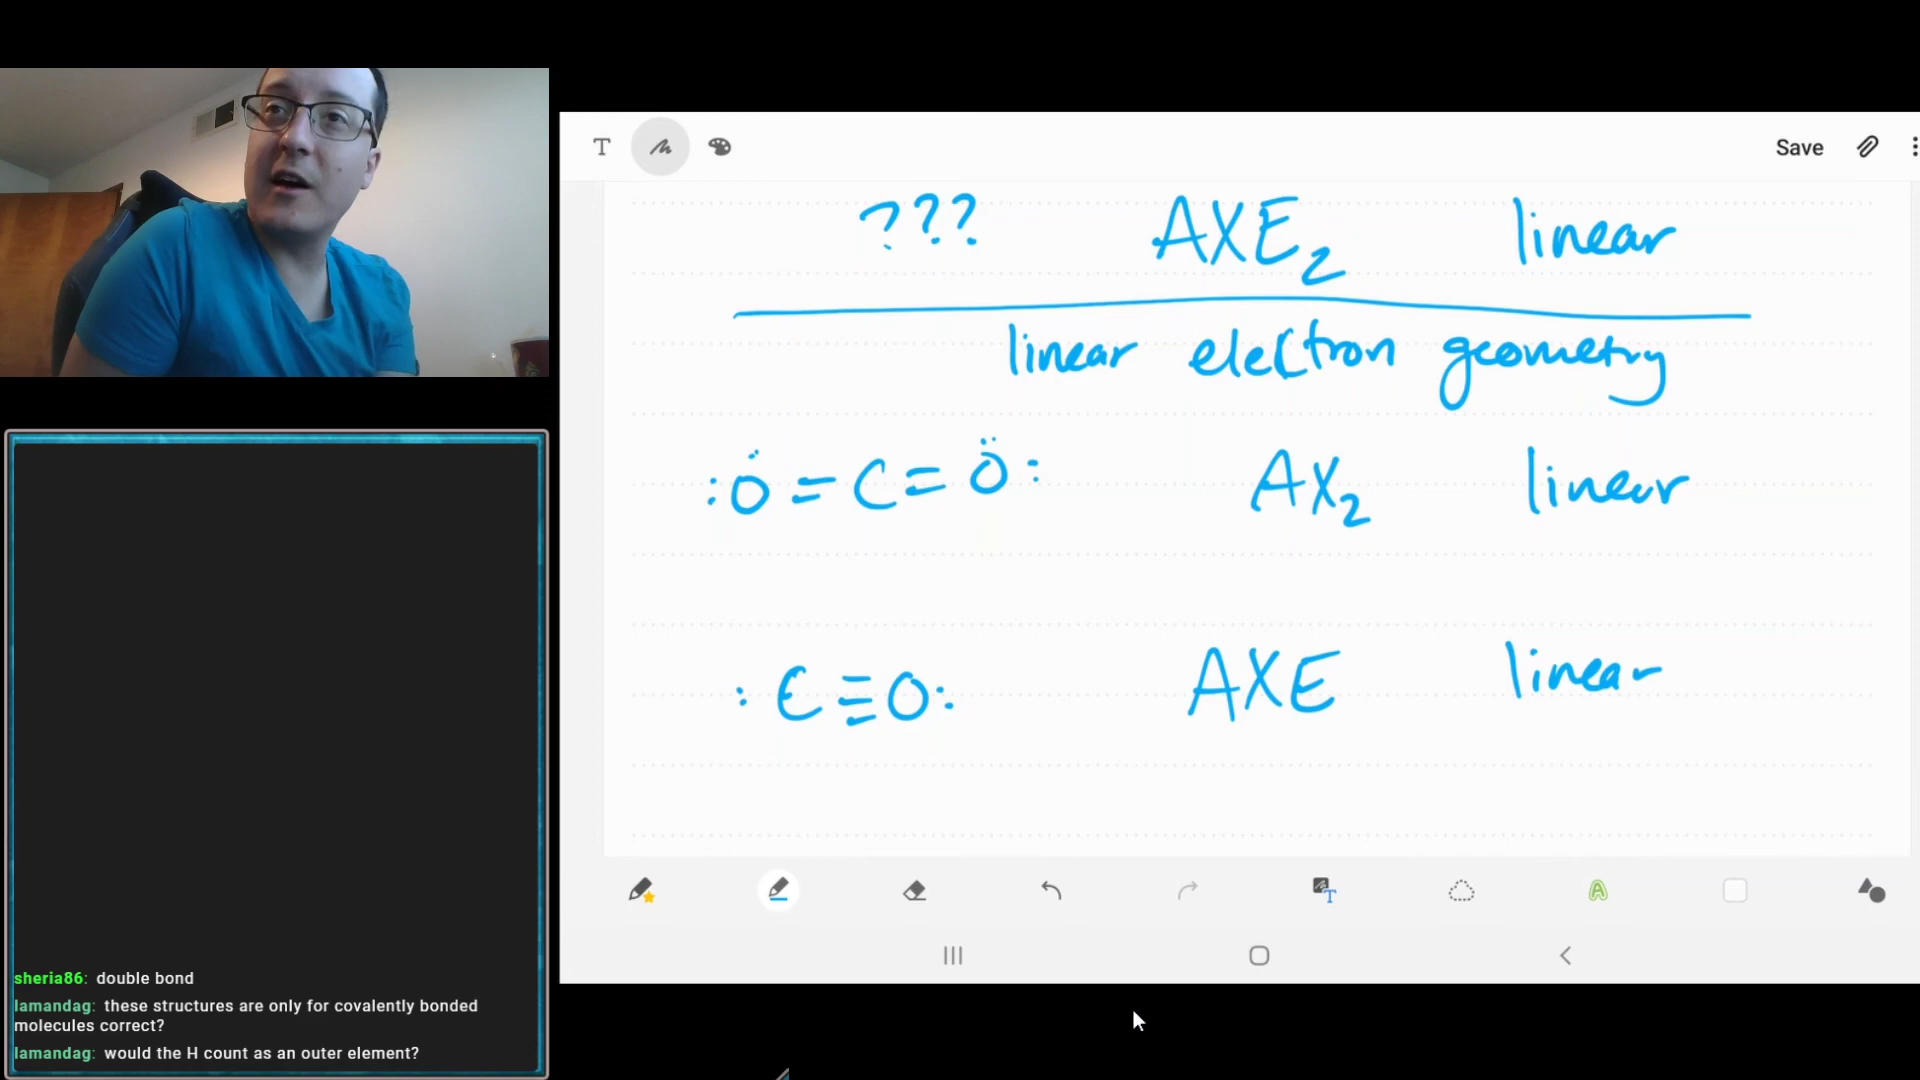 T Save
??? AXE₂ linear
linear electron geometry
:Ö=C=Ö: AX₂ linear
:C≡O: AXE linear
T
A
sheria86: double bond
lamandag: these structures are only for covalently bonded
molecules correct?
lamandag: would the H count as an outer element?